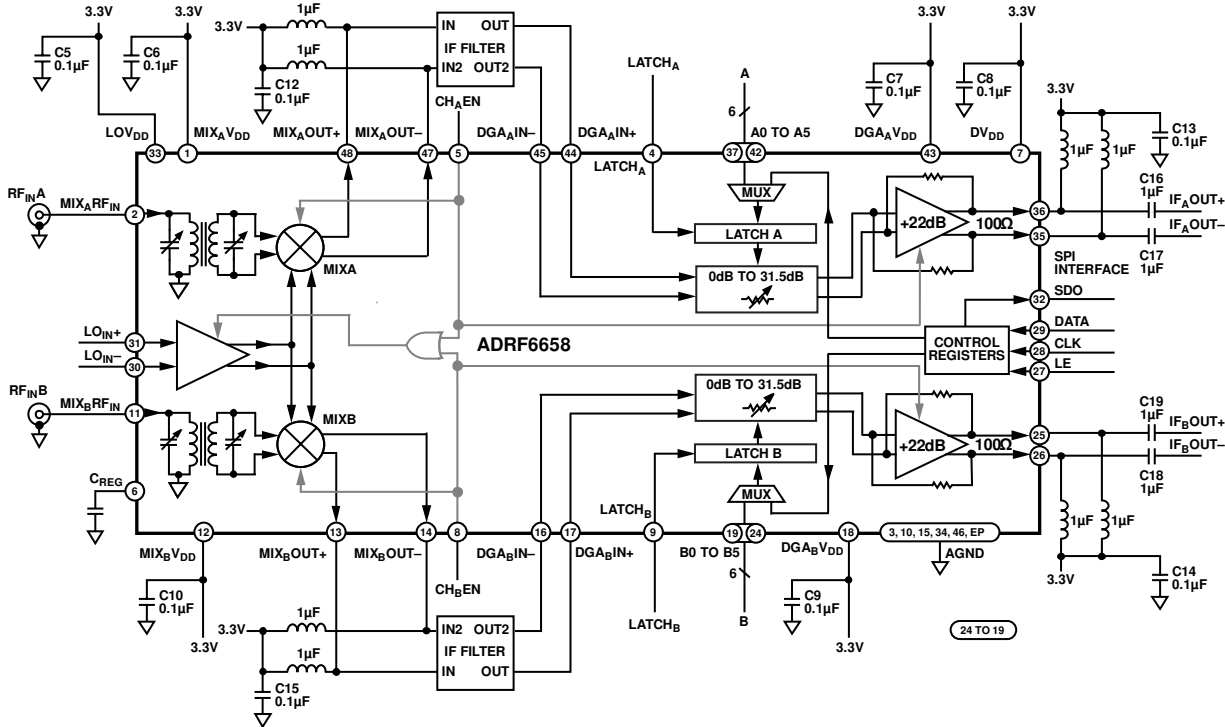 3.3V
3.3V
3.3V
1µF
1µF
C5
0.1µF
C6
0.1µF
C12
0.1µF
IN OUT
IF FILTER
IN2 OUT2
LATCHA
A
6
3.3V
3.3V
C7
0.1µF
C8
0.1µF
3.3V
1µF
1µF
C13
0.1µF
LOVDD
MIXAVDD
MIXAOUT+
MIXAOUT–
CHAEN
DGAAIN–
DGAAIN+
LATCHA
A0 TO A5
DGAAVDD
DVDD
33
1
48
47
5
45
44
4
37
42
43
7
RFINA
MIXARFIN
2
MIXA
MUX
LATCH A
0dB TO 31.5dB
+22dB
100Ω
36
35
C16
1µF
IFAOUT+
IFAOUT–
C17
1µF
LOIN+
31
LOIN–
30
ADRF6658
CONTROL
REGISTERS
SPI
INTERFACE
32
SDO
29
DATA
28
CLK
27
LE
RFINB
MIXBRFIN
11
MIXB
0dB TO 31.5dB
LATCH B
MUX
+22dB
100Ω
25
26
C19
1µF
IFBOUT+
IFBOUT–
C18
1µF
CREG
6
12
13
14
8
16
17
LATCHB
9
19
24
18
3, 10, 15, 34, 46, EP
MIXBVDD
MIXBOUT+
MIXBOUT–
CHBEN
DGABIN–
DGABIN+
B0 TO B5
DGABVDD
AGND
1µF
1µF
3.3V
C14
0.1µF
C10
0.1µF
3.3V
3.3V
1µF
1µF
C15
0.1µF
IN2 OUT2
IF FILTER
IN OUT
LATCHB
6
B
C9
0.1µF
3.3V
24 TO 19